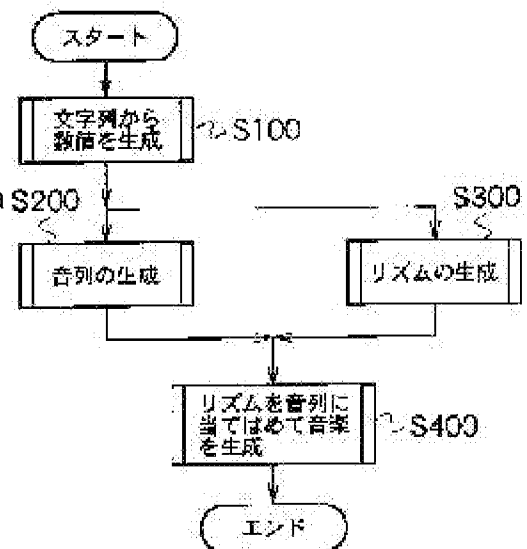 スタート
文字列から
数値を生成
S100
S200
S300
音列の生成
リズムの生成
リズムを音列に
当てはめて音楽
を生成
S400
エンド